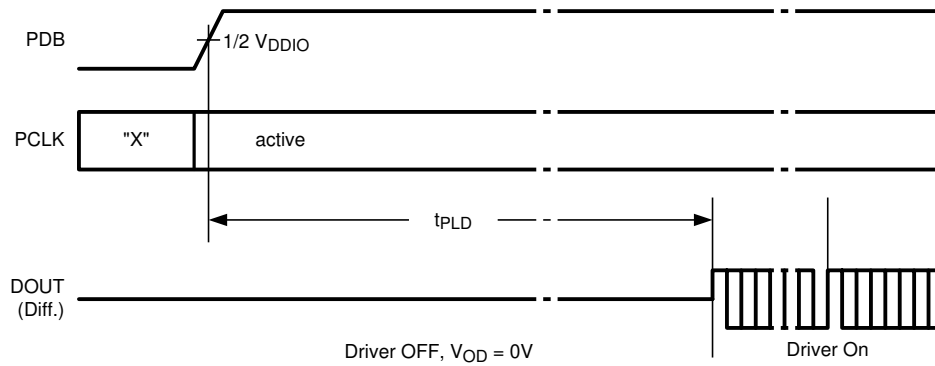 PDB
1/2 VDDIO
PCLK
"X"
active
tPLD
DOUT
(Diff.)
Driver OFF, VOD = 0V
Driver On